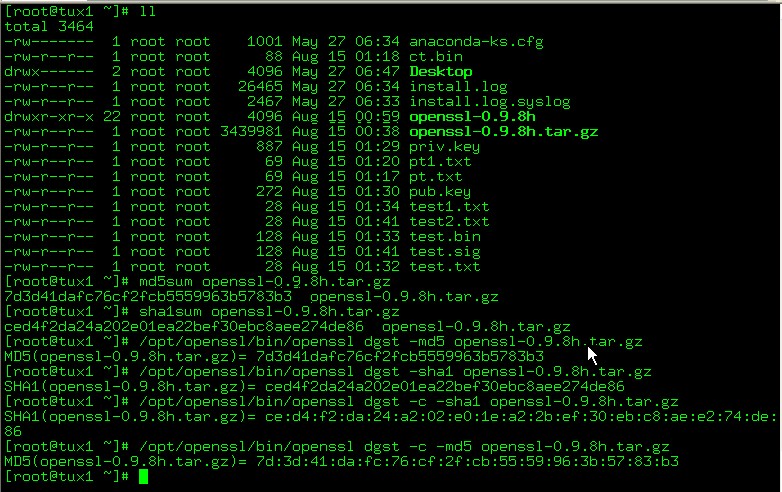 [root@tux1 ~]# ll
total 3464
-rw------- 1 root root 1001 May 27 06:34 anaconda-ks.cfg
-rw-r--r-- 1 root root 88 Aug 15 01:18 ct.bin
drwx------ 2 root root 4096 May 27 06:47 Desktop
-rw-r--r-- 1 root root 26465 May 27 06:34 install.log
-rw-r--r-- 1 root root 2467 May 27 06:33 install.log.syslog
drwxr-xr-x 22 root root 4096 Aug 15 00:59 openssl-0.9.8h
-rw-r--r-- 1 root root 3439981 Aug 15 00:38 openssl-0.9.8h.tar.gz
-rw-r--r-- 1 root root 887 Aug 15 01:29 priv.key
-rw-r--r-- 1 root root 69 Aug 15 01:20 pt1.txt
-rw-r--r-- 1 root root 69 Aug 15 01:17 pt.txt
-rw-r--r-- 1 root root 272 Aug 15 01:30 pub.key
-rw-r--r-- 1 root root 28 Aug 15 01:34 test1.txt
-rw-r--r-- 1 root root 28 Aug 15 01:41 test2.txt
-rw-r--r-- 1 root root 128 Aug 15 01:33 test.bin
-rw-r--r-- 1 root root 128 Aug 15 01:41 test.sig
-rw-r--r-- 1 root root 28 Aug 15 01:32 test.txt
[root@tux1 ~]# md5sum openssl-0.9.8h.tar.gz
7d3d41dafc76cf2fcb5559963b5783b3 openssl-0.9.8h.tar.gz
[root@tux1 ~]# sha1sum openssl-0.9.8h.tar.gz
ced4f2da24a202e01ea22bef30ebc8aee274de86 openssl-0.9.8h.tar.gz
[root@tux1 ~]# /opt/openssl/bin/openssl dgst -md5 openssl-0.9.8h.tar.gz
MD5(openssl-0.9.8h.tar.gz)= 7d3d41dafc76cf2fcb5559963b5783b3
[root@tux1 ~]# /opt/openssl/bin/openssl dgst -sha1 openssl-0.9.8h.tar.gz
SHA1(openssl-0.9.8h.tar.gz)= ced4f2da24a202e01ea22bef30ebc8aee274de86
[root@tux1 ~]# /opt/openssl/bin/openssl dgst -c -sha1 openssl-0.9.8h.tar.gz
SHA1(openssl-0.9.8h.tar.gz)= ce:d4:f2:da:24:a2:02:e0:1e:a2:2b:ef:30:eb:c8:ae:e2:74:de:
86
[root@tux1 ~]# /opt/openssl/bin/openssl dgst -c -md5 openssl-0.9.8h.tar.gz
MD5(openssl-0.9.8h.tar.gz)= 7d:3d:41:da:fc:76:cf:2f:cb:55:59:96:3b:57:83:b3
[root@tux1 ~]#